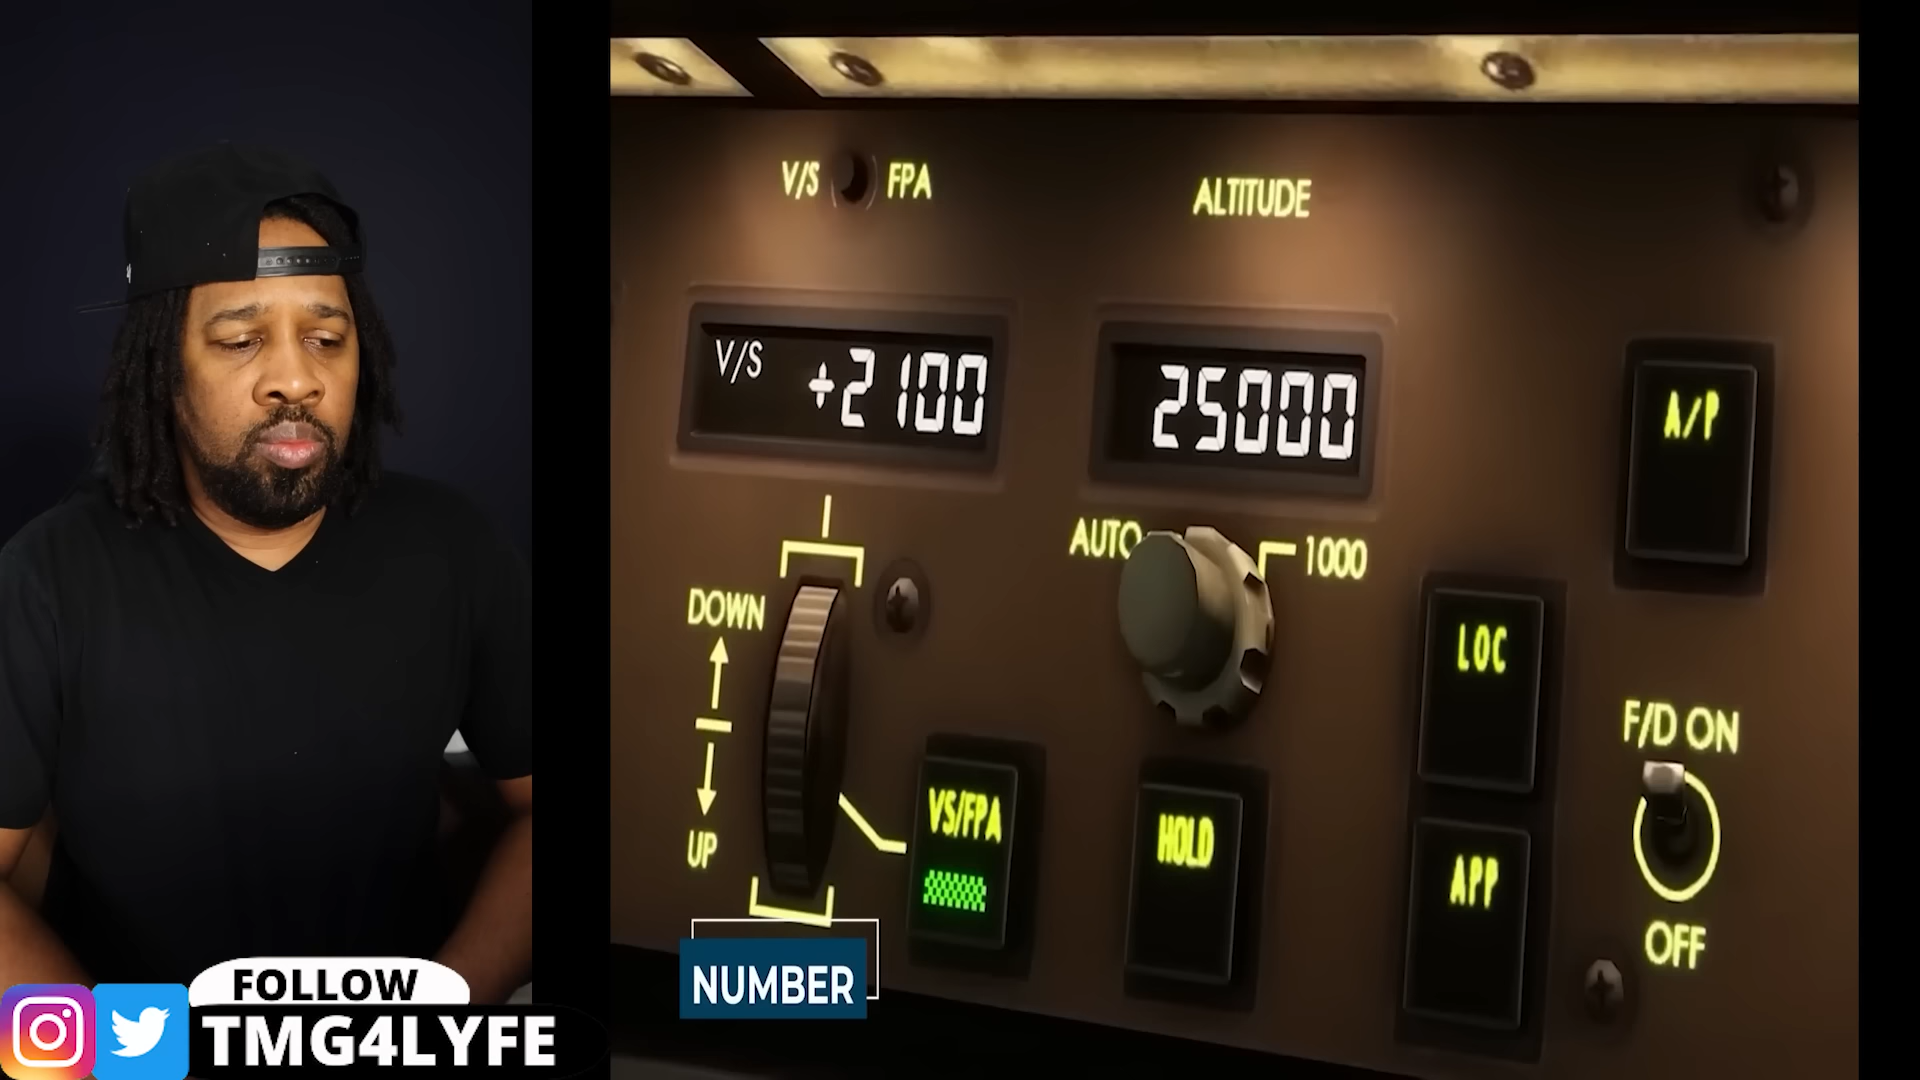 V/S FPA
ALTITUDE
V/S +2100
25000
A/P
AUTO 1000
DOWN
UP
VS/FPA
HOLD
LOC
APP
F/D ON
OFF
NUMBER
FOLLOW
TMG4LYFE